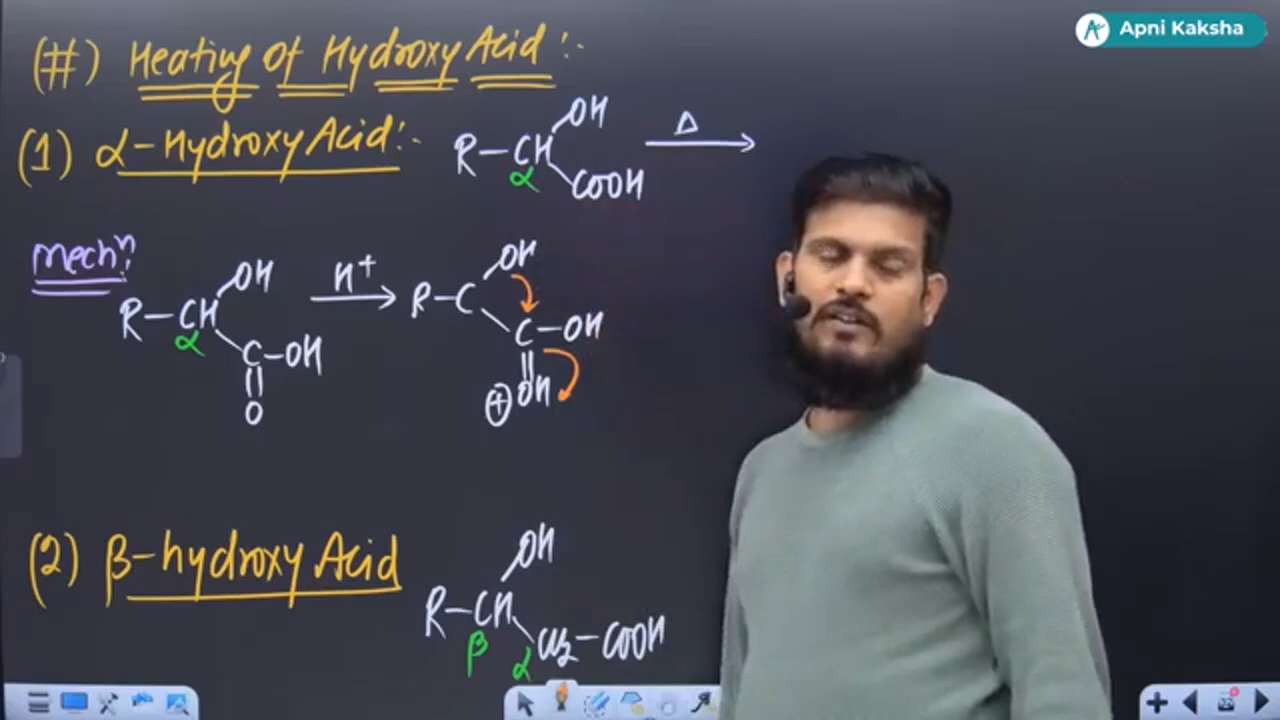 Apni Kaksha
(#) Heating of Hydroxy Acid :-
(1) α-Hydroxy Acid :- R-CH OH COOH Δ
α
Mechⁿ:
R-CH OH C-OH O
α
H+
R-C OH C-OH OH +
(2) β-hydroxy Acid
R-CH OH CH2-COOH
β α